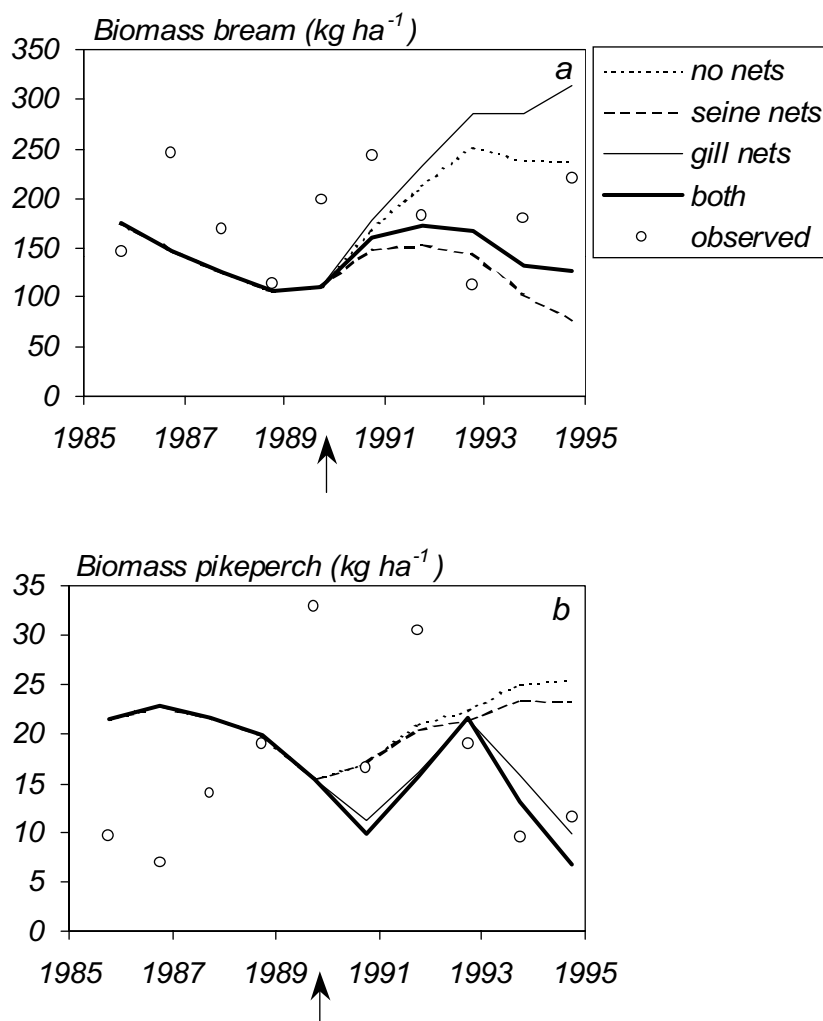 Biomass bream (kg ha-1)
350
300
250
200
150
100
50
0
a
1985 1987 1989 1991 1993 1995
no nets
seine nets
gill nets
both
observed
Biomass pikeperch (kg ha-1)
35
30
25
20
15
10
5
0
b
1985 1987 1989 1991 1993 1995